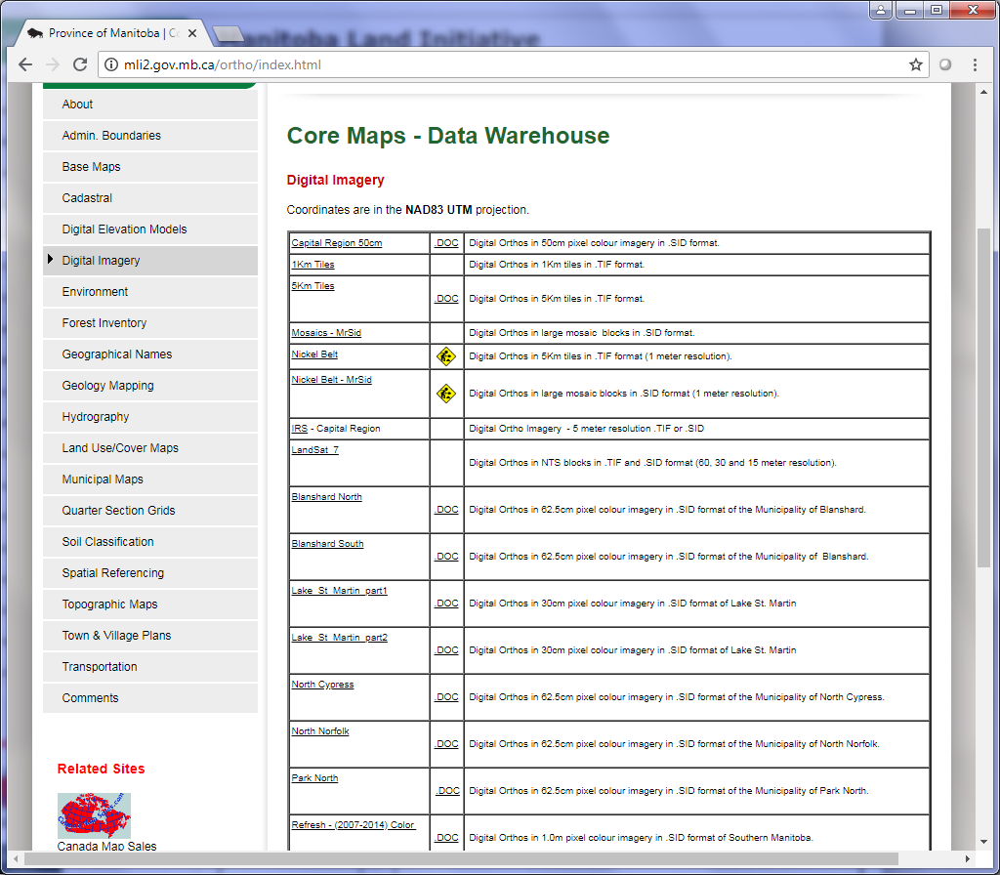 Manitoba Land Initiative
Province of Manitoba | Co
mli2.gov.mb.ca/ortho/index.html
About
Admin. Boundaries
Base Maps
Cadastral
Digital Elevation Models
Digital Imagery
Environment
Forest Inventory
Geographical Names
Geology Mapping
Hydrography
Land Use/Cover Maps
Municipal Maps
Quarter Section Grids
Soil Classification
Spatial Referencing
Topographic Maps
Town & Village Plans
Transportation
Comments
Related Sites
Canada Map Sales
Core Maps - Data Warehouse
Digital Imagery
Coordinates are in the NAD83 UTM projection.
Capital Region 50cm .DOC Digital Orthos in 50cm pixel colour imagery in .SID format.
1Km Tiles Digital Orthos in 1Km tiles in .TIF format.
5Km Tiles .DOC Digital Orthos in 5Km tiles in .TIF format.
Mosaics - MrSid Digital Orthos in large mosaic blocks in .SID format.
Nickel Belt Digital Orthos in 5Km tiles in .TIF format (1 meter resolution).
Nickel Belt - MrSid Digital Orthos in large mosaic blocks in .SID format (1 meter resolution).
IRS - Capital Region Digital Ortho Imagery - 5 meter resolution .TIF or .SID
LandSat_7 Digital Orthos in NTS blocks in .TIF and .SID format (60, 30 and 15 meter resolution).
Blanshard North .DOC Digital Orthos in 62.5cm pixel colour imagery in .SID format of the Municipality of Blanshard.
Blanshard South .DOC Digital Orthos in 62.5cm pixel colour imagery in .SID format of the Municipality of Blanshard.
Lake_St_Martin_part1 .DOC Digital Orthos in 30cm pixel colour imagery in .SID format of Lake St. Martin
Lake_St_Martin_part2 .DOC Digital Orthos in 30cm pixel colour imagery in .SID format of Lake St. Martin
North Cypress .DOC Digital Orthos in 62.5cm pixel colour imagery in .SID format of the Municipality of North Cypress.
North Norfolk .DOC Digital Orthos in 62.5cm pixel colour imagery in .SID format of the Municipality of North Norfolk.
Park North .DOC Digital Orthos in 62.5cm pixel colour imagery in .SID format of the Municipality of Park North.
Refresh - (2007-2014) Color .DOC Digital Orthos in 1.0m pixel colour imagery in .SID format of Southern Manitoba.